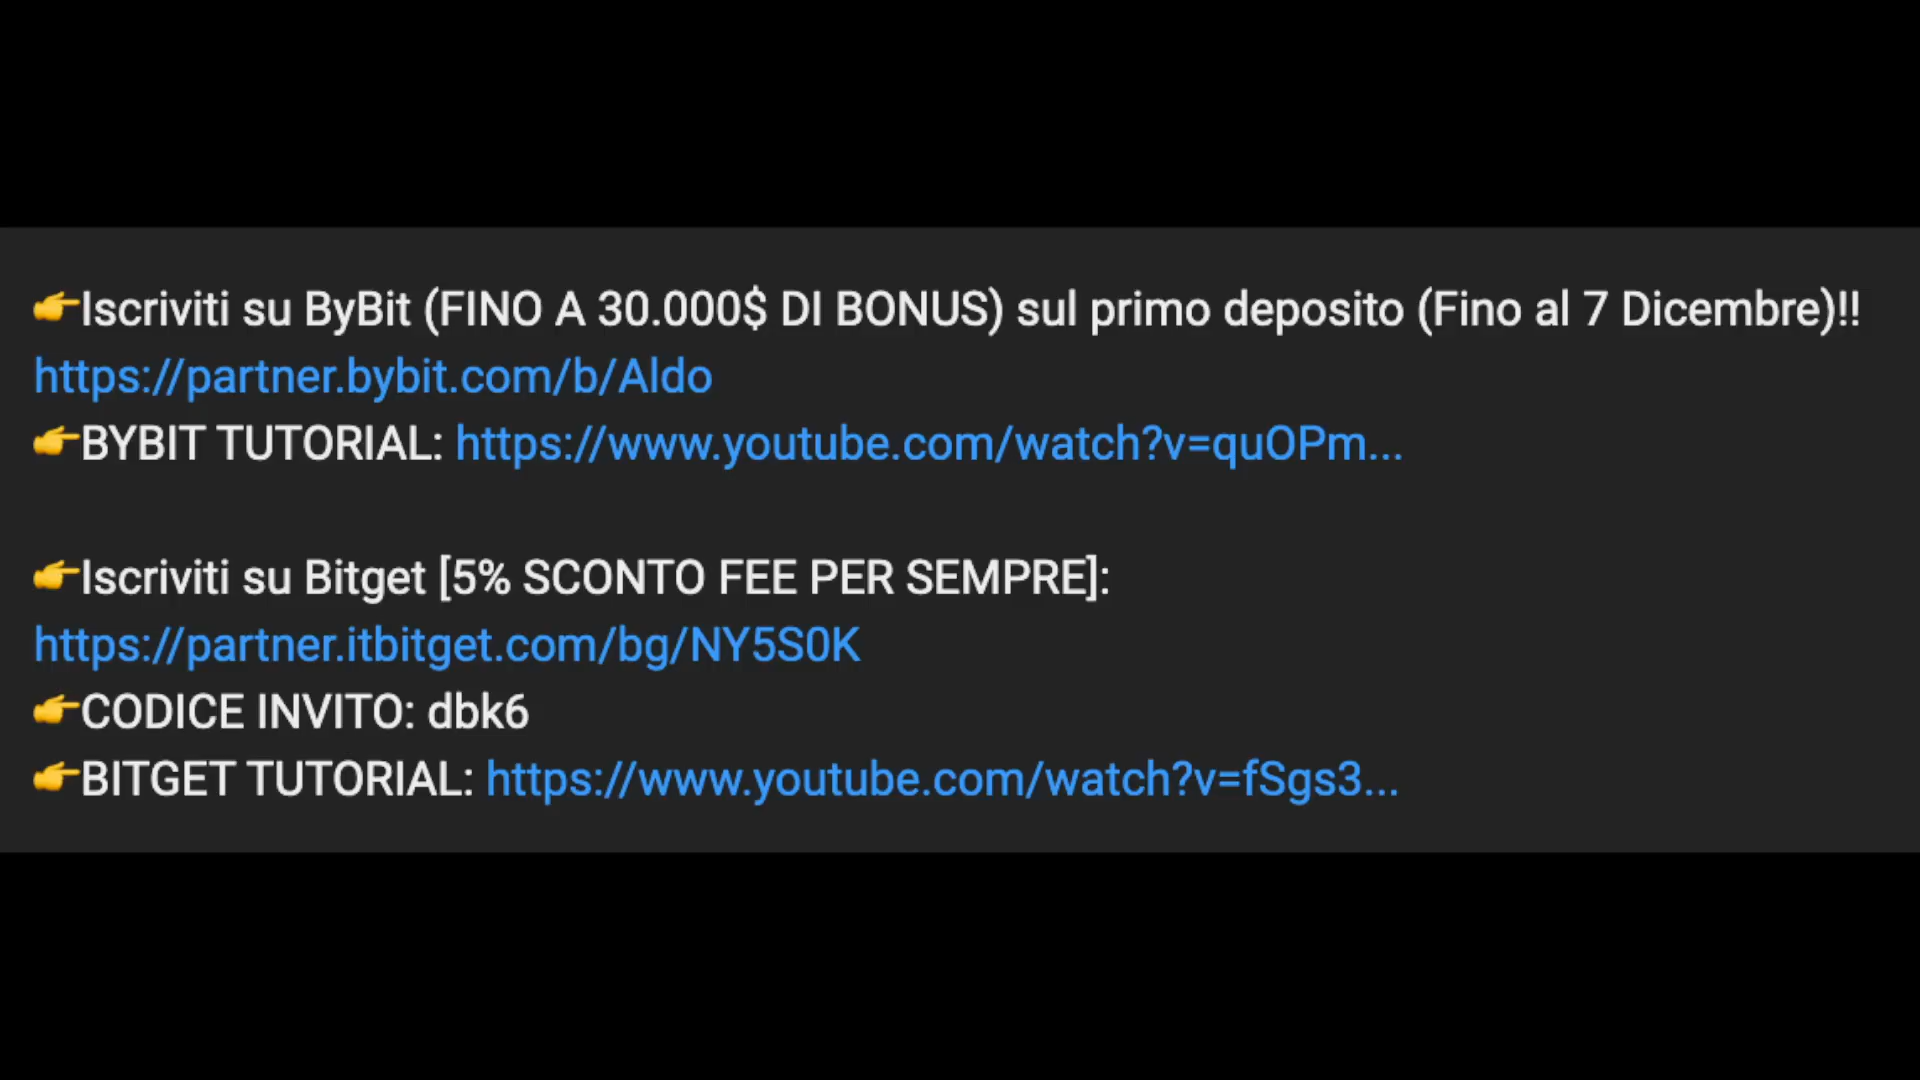 👉Iscriviti su ByBit (FINO A 30.000$ DI BONUS) sul primo deposito (Fino al 7 Dicembre)!!
https://partner.bybit.com/b/Aldo
👉BYBIT TUTORIAL: https://www.youtube.com/watch?v=quOPm...
👉Iscriviti su Bitget [5% SCONTO FEE PER SEMPRE]:
https://partner.itbitget.com/bg/NY5S0K
👉CODICE INVITO: dbk6
👉BITGET TUTORIAL: https://www.youtube.com/watch?v=fSgs3...